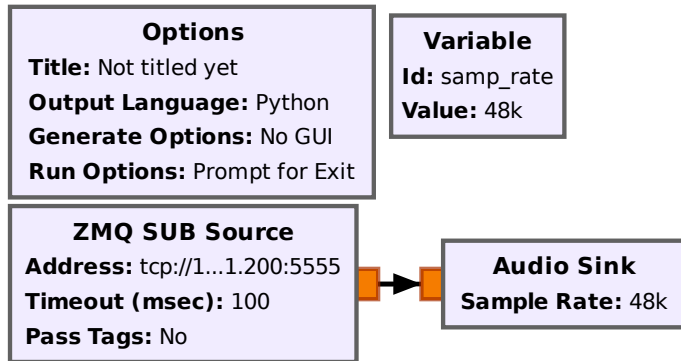 Options
Title: Not titled yet
Output Language: Python
Generate Options: No GUI
Run Options: Prompt for Exit
Variable
Id: samp_rate
Value: 48k
ZMQ SUB Source
Address: tcp://1...1.200:5555
Timeout (msec): 100
Pass Tags: No
Audio Sink
Sample Rate: 48k